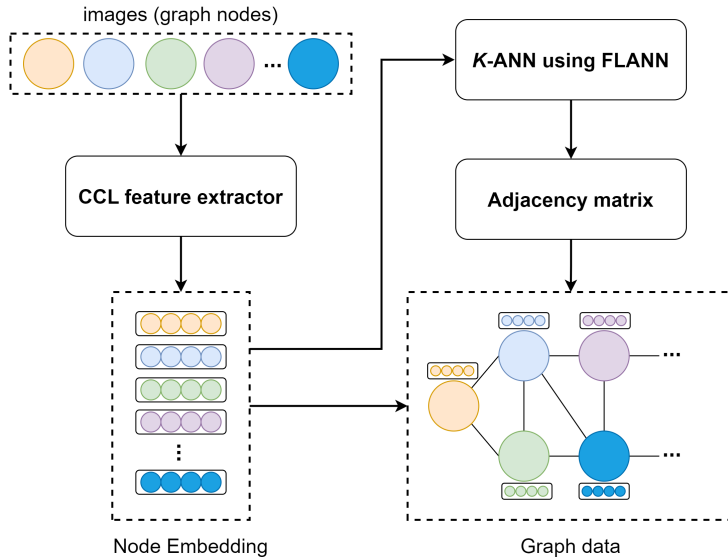 images (graph nodes)
...
CCL feature extractor
K-ANN using FLANN
Adjacency matrix
...
...
...
Node Embedding
Graph data